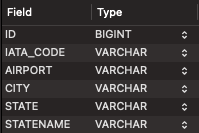 Field Type
ID BIGINT
IATA_CODE VARCHAR
AIRPORT VARCHAR
CITY VARCHAR
STATE VARCHAR
STATENAME VARCHAR